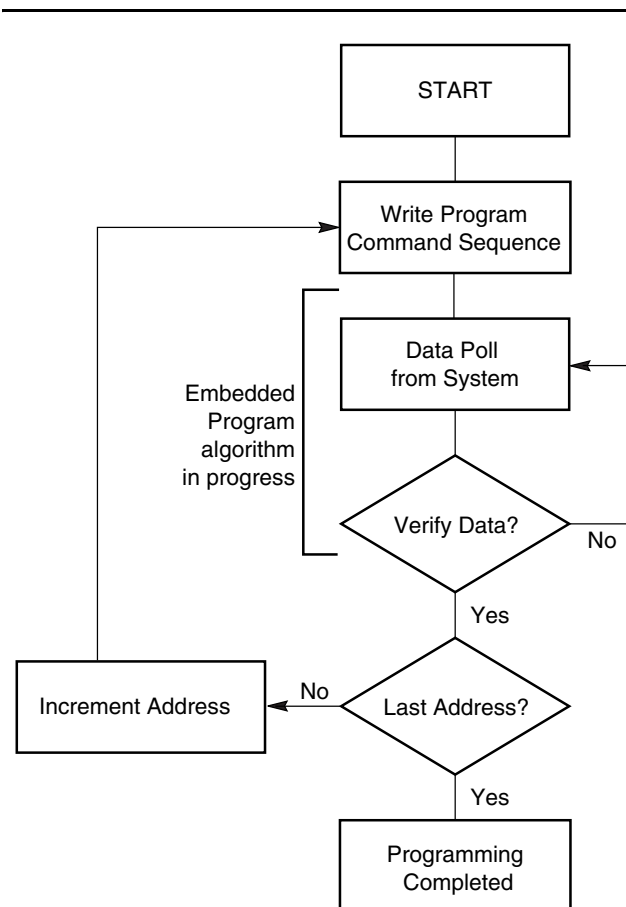 START
Write Program
Command Sequence
Data Poll
from System
Embedded
Program
algorithm
in progress
Verify Data?
No
Yes
Increment Address
No
Last Address?
Yes
Programming
Completed